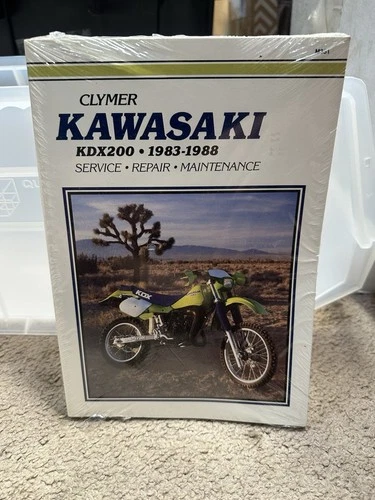 CLYMER
KAWASAKI
KDX200 • 1983-1988
SERVICE • REPAIR • MAINTENANCE
KDX